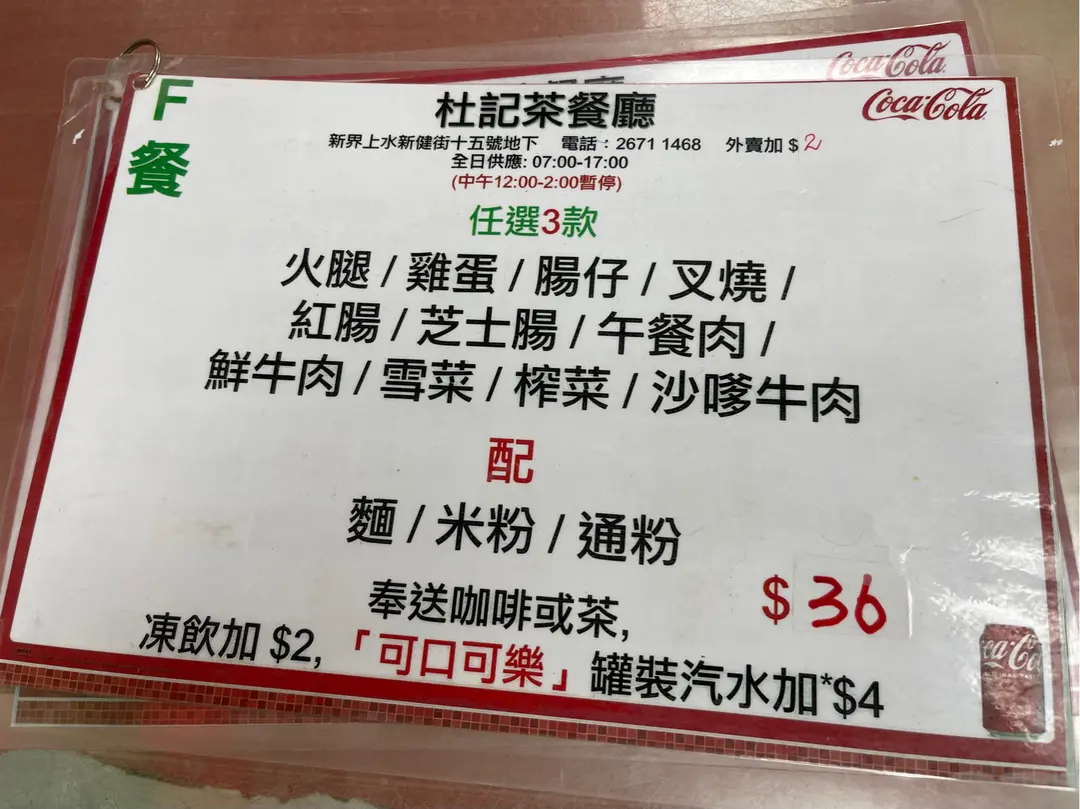 Coca-Cola
F
餐
杜記茶餐廳
Coca-Cola
新界上水新健街十五號地下 電話：2671 1468 外賣加 $2
全日供應: 07:00-17:00
(中午12:00-2:00暫停)
任選3款
火腿 / 雞蛋 / 腸仔 / 叉燒 /
紅腸 / 芝士腸 / 午餐肉 /
鮮牛肉 / 雪菜 / 榨菜 / 沙嗲牛肉
配
麵 / 米粉 / 通粉
$36
奉送咖啡或茶,
凍飲加 $2,「可口可樂」罐裝汽水加*$4